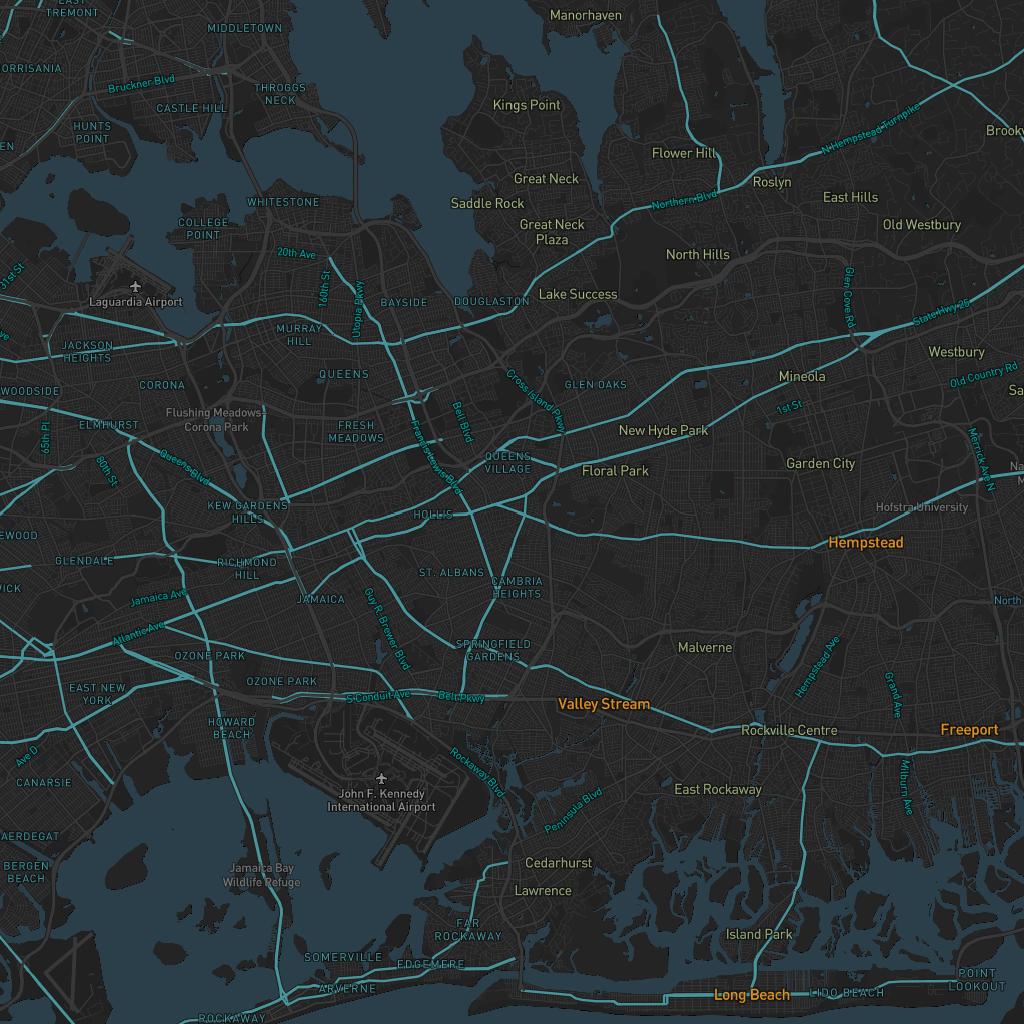 EAST
TREMONT
MIDDLETOWN
Manorhaven
ORRISANIA
Bruckner Blvd
THROGGS
NECK
CASTLE HILL
Kings Point
HUNTS
POINT
N Hempstead Turnpike
Brookv
Flower Hill
Great Neck
Roslyn
Northern Blvd
East Hills
WHITESTONE
Saddle Rock
COLLEGE
POINT
Great Neck
Plaza
Old Westbury
20th Ave
North Hills
31st St
160th St
Laguardia Airport
Utopia Pkwy
BAYSIDE
DOUGLASTON
Lake Success
Glen Cove Rd
State Hwy 25
MURRAY
HILL
JACKSON
HEIGHTS
Westbury
QUEENS
Cross Island Pkwy
GLEN OAKS
Mineola
Old Country Rd
WOODSIDE
CORONA
Sa
1st St
Flushing Meadows-
Corona Park
Bell Blvd
ELMHURST
65th Pl
FRESH
MEADOWS
Francis Lewis Blvd
New Hyde Park
Merrick Ave N
80th St
Queens Blvd
QUEENS
VILLAGE
Floral Park
Garden City
KEW GARDENS
HILLS
HOLLIS
Hofstra University
EWOOD
Hempstead
GLENDALE
RICHMOND
HILL
ST. ALBANS
CAMBRIA
HEIGHTS
WICK
Jamaica Ave
JAMAICA
Guy R. Brewer Blvd
North
Atlantic Ave
SPRINGFIELD
GARDENS
Malverne
Hempstead Ave
OZONE PARK
OZONE PARK
EAST NEW
YORK
S Conduit Ave
Belt Pkwy
Valley Stream
Grand Ave
HOWARD
BEACH
Rockville Centre
Freeport
Ave D
Rockaway Blvd
CANARSIE
John F. Kennedy
International Airport
East Rockaway
Milburn Ave
Peninsula Blvd
AERDEGAT
BERGEN
BEACH
Jamaica Bay
Wildlife Refuge
Cedarhurst
Lawrence
FAR
ROCKAWAY
Island Park
SOMERVILLE
EDGEMERE
ARVERNE
Long Beach
LIDO BEACH
POINT
LOOKOUT
ROCKAWAY